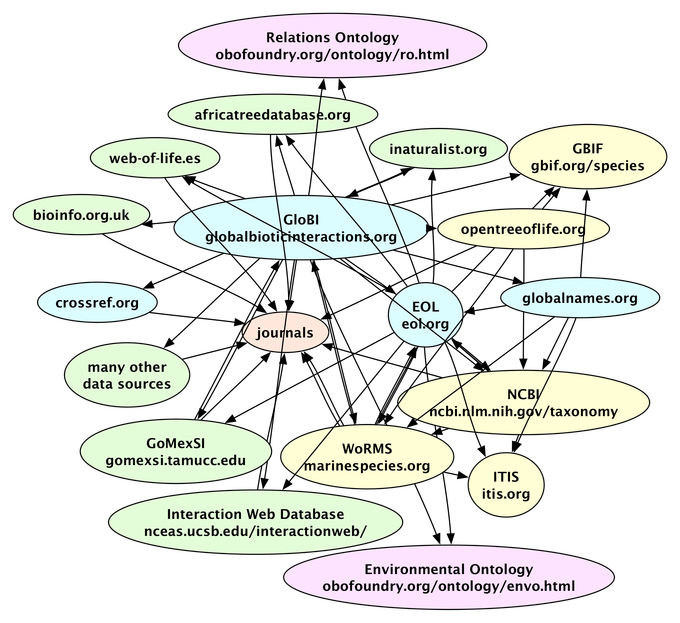 Relations Ontology
obofoundry.org/ontology/ro.html
africatreedatabase.org
inaturalist.org
GBIF
gbif.org/species
web-of-life.es
bioinfo.org.uk
GloBI
globalbioticinteractions.org
opentreeoflife.org
crossref.org
EOL
eol.org
globalnames.org
journals
many other
data sources
NCBI
ncbi.nlm.nih.gov/taxonomy
GoMexSI
gomexsi.tamucc.edu
WoRMS
marinespecies.org
ITIS
itis.org
Interaction Web Database
nceas.ucsb.edu/interactionweb/
Environmental Ontology
obofoundry.org/ontology/envo.html